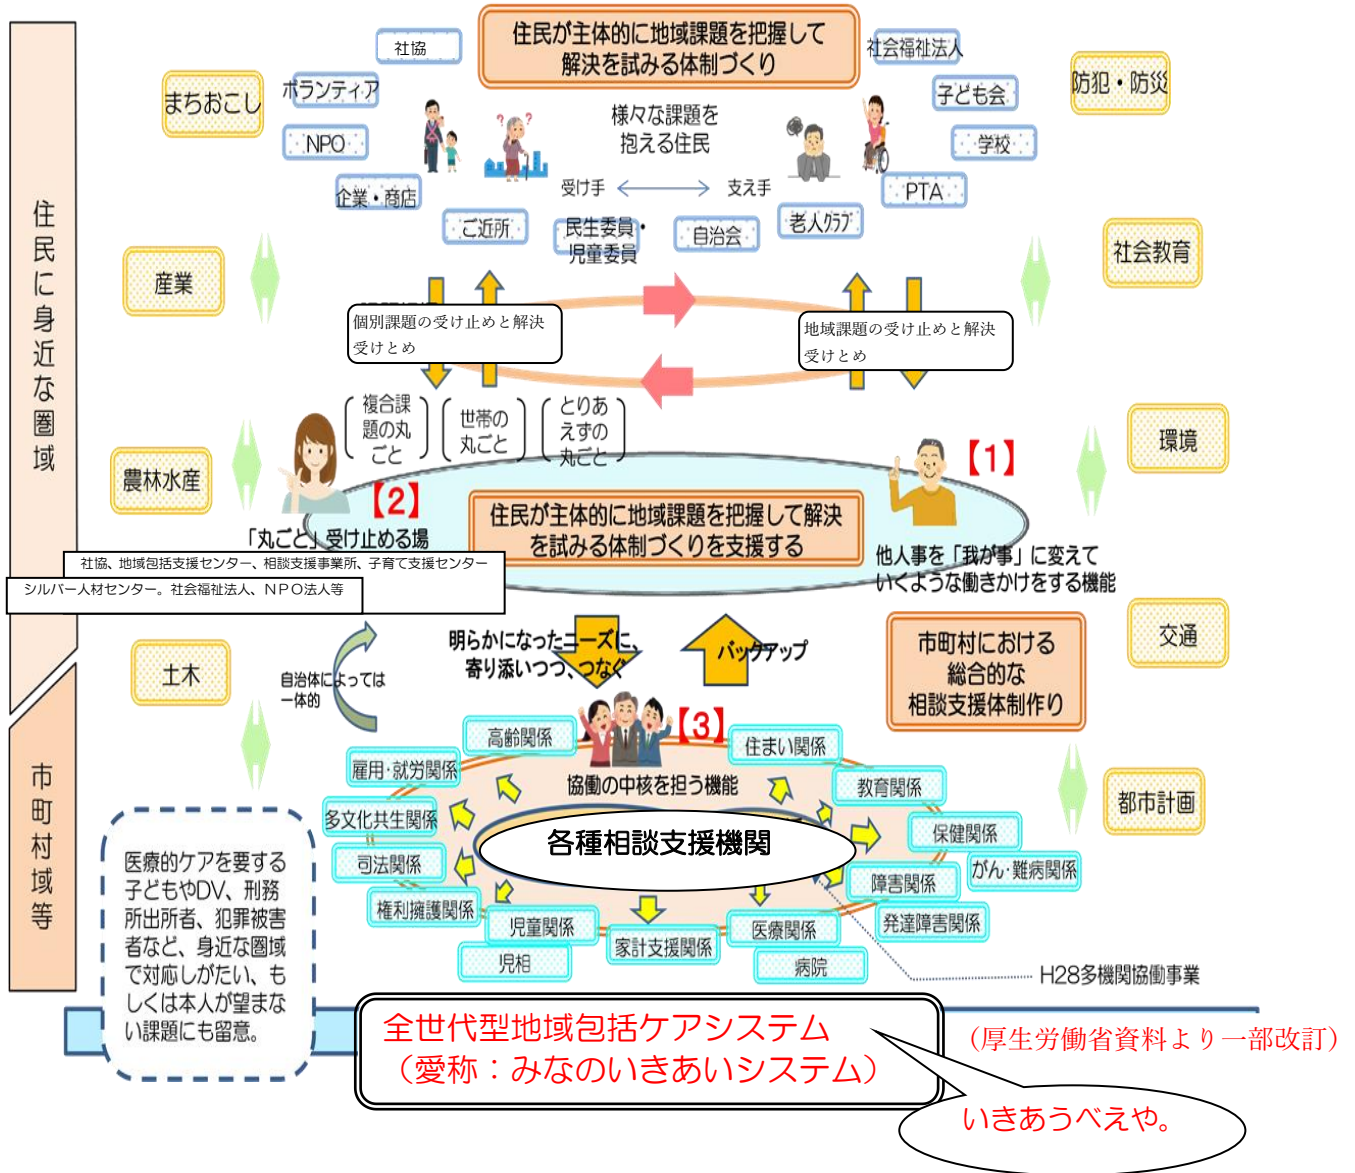 住民に身近な圏域
市町村域等
住民が主体的に地域課題を把握して
解決を試みる体制づくり
社協
社会福祉法人
まちおこし
ボランティア
子ども会
防犯・防災
NPO
学校
様々な課題を
抱える住民
??
企業・商店
受け手
支え手
PTA
ご近所
民生委員・
児童委員
自治会
老人クラブ
産業
社会教育
個別課題の受け止めと解決
受けとめ
地域課題の受け止めと解決
受けとめ
複合課
題の丸
ごと
世帯の
丸ごと
とりあ
えずの
丸ごと
【1】
環境
農林水産
【2】
住民が主体的に地域課題を把握して解決
を試みる体制づくりを支援する
「丸ごと」受け止める場
社協、地域包括支援センター、相談支援事業所、子育て支援センター
シルバー人材センター。社会福祉法人、NPO法人等
他人事を「我が事」に変えて
いくような働きかけをする機能
明らかになったニーズに、
寄り添いつつ、つなぐ
バックアップ
市町村における
総合的な
相談支援体制作り
交通
土木
自治体によっては
一体的
【3】
高齢関係
住まい関係
雇用・就労関係
協働の中核を担う機能
教育関係
都市計画
多文化共生関係
各種相談支援機関
保健関係
司法関係
がん・難病関係
障害関係
権利擁護関係
発達障害関係
児童関係
児相
家計支援関係
医療関係
病院
H28多機関協働事業
医療的ケアを要する
子どもやDV、刑務
所出所者、犯罪被害
者など、身近な圏域
で対応しがたい、も
しくは本人が望まな
い課題にも留意。
全世代型地域包括ケアシステム
（愛称：みなのいきあいシステム）
（厚生労働省資料より一部改訂）
いきあうべえや。